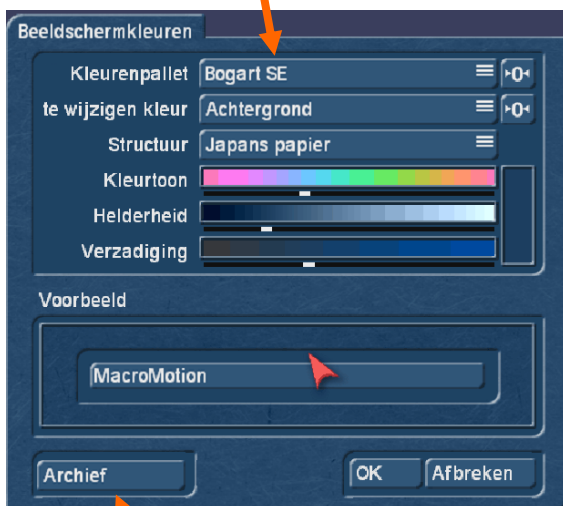 Beeldschermkleuren
Kleurenpallet Bogart SE
te wijzigen kleur Achtergrond
Structuur Japans papier
Kleurtoon
Helderheid
Verzadiging
Voorbeeld
MacroMotion
Archief OK Afbreken